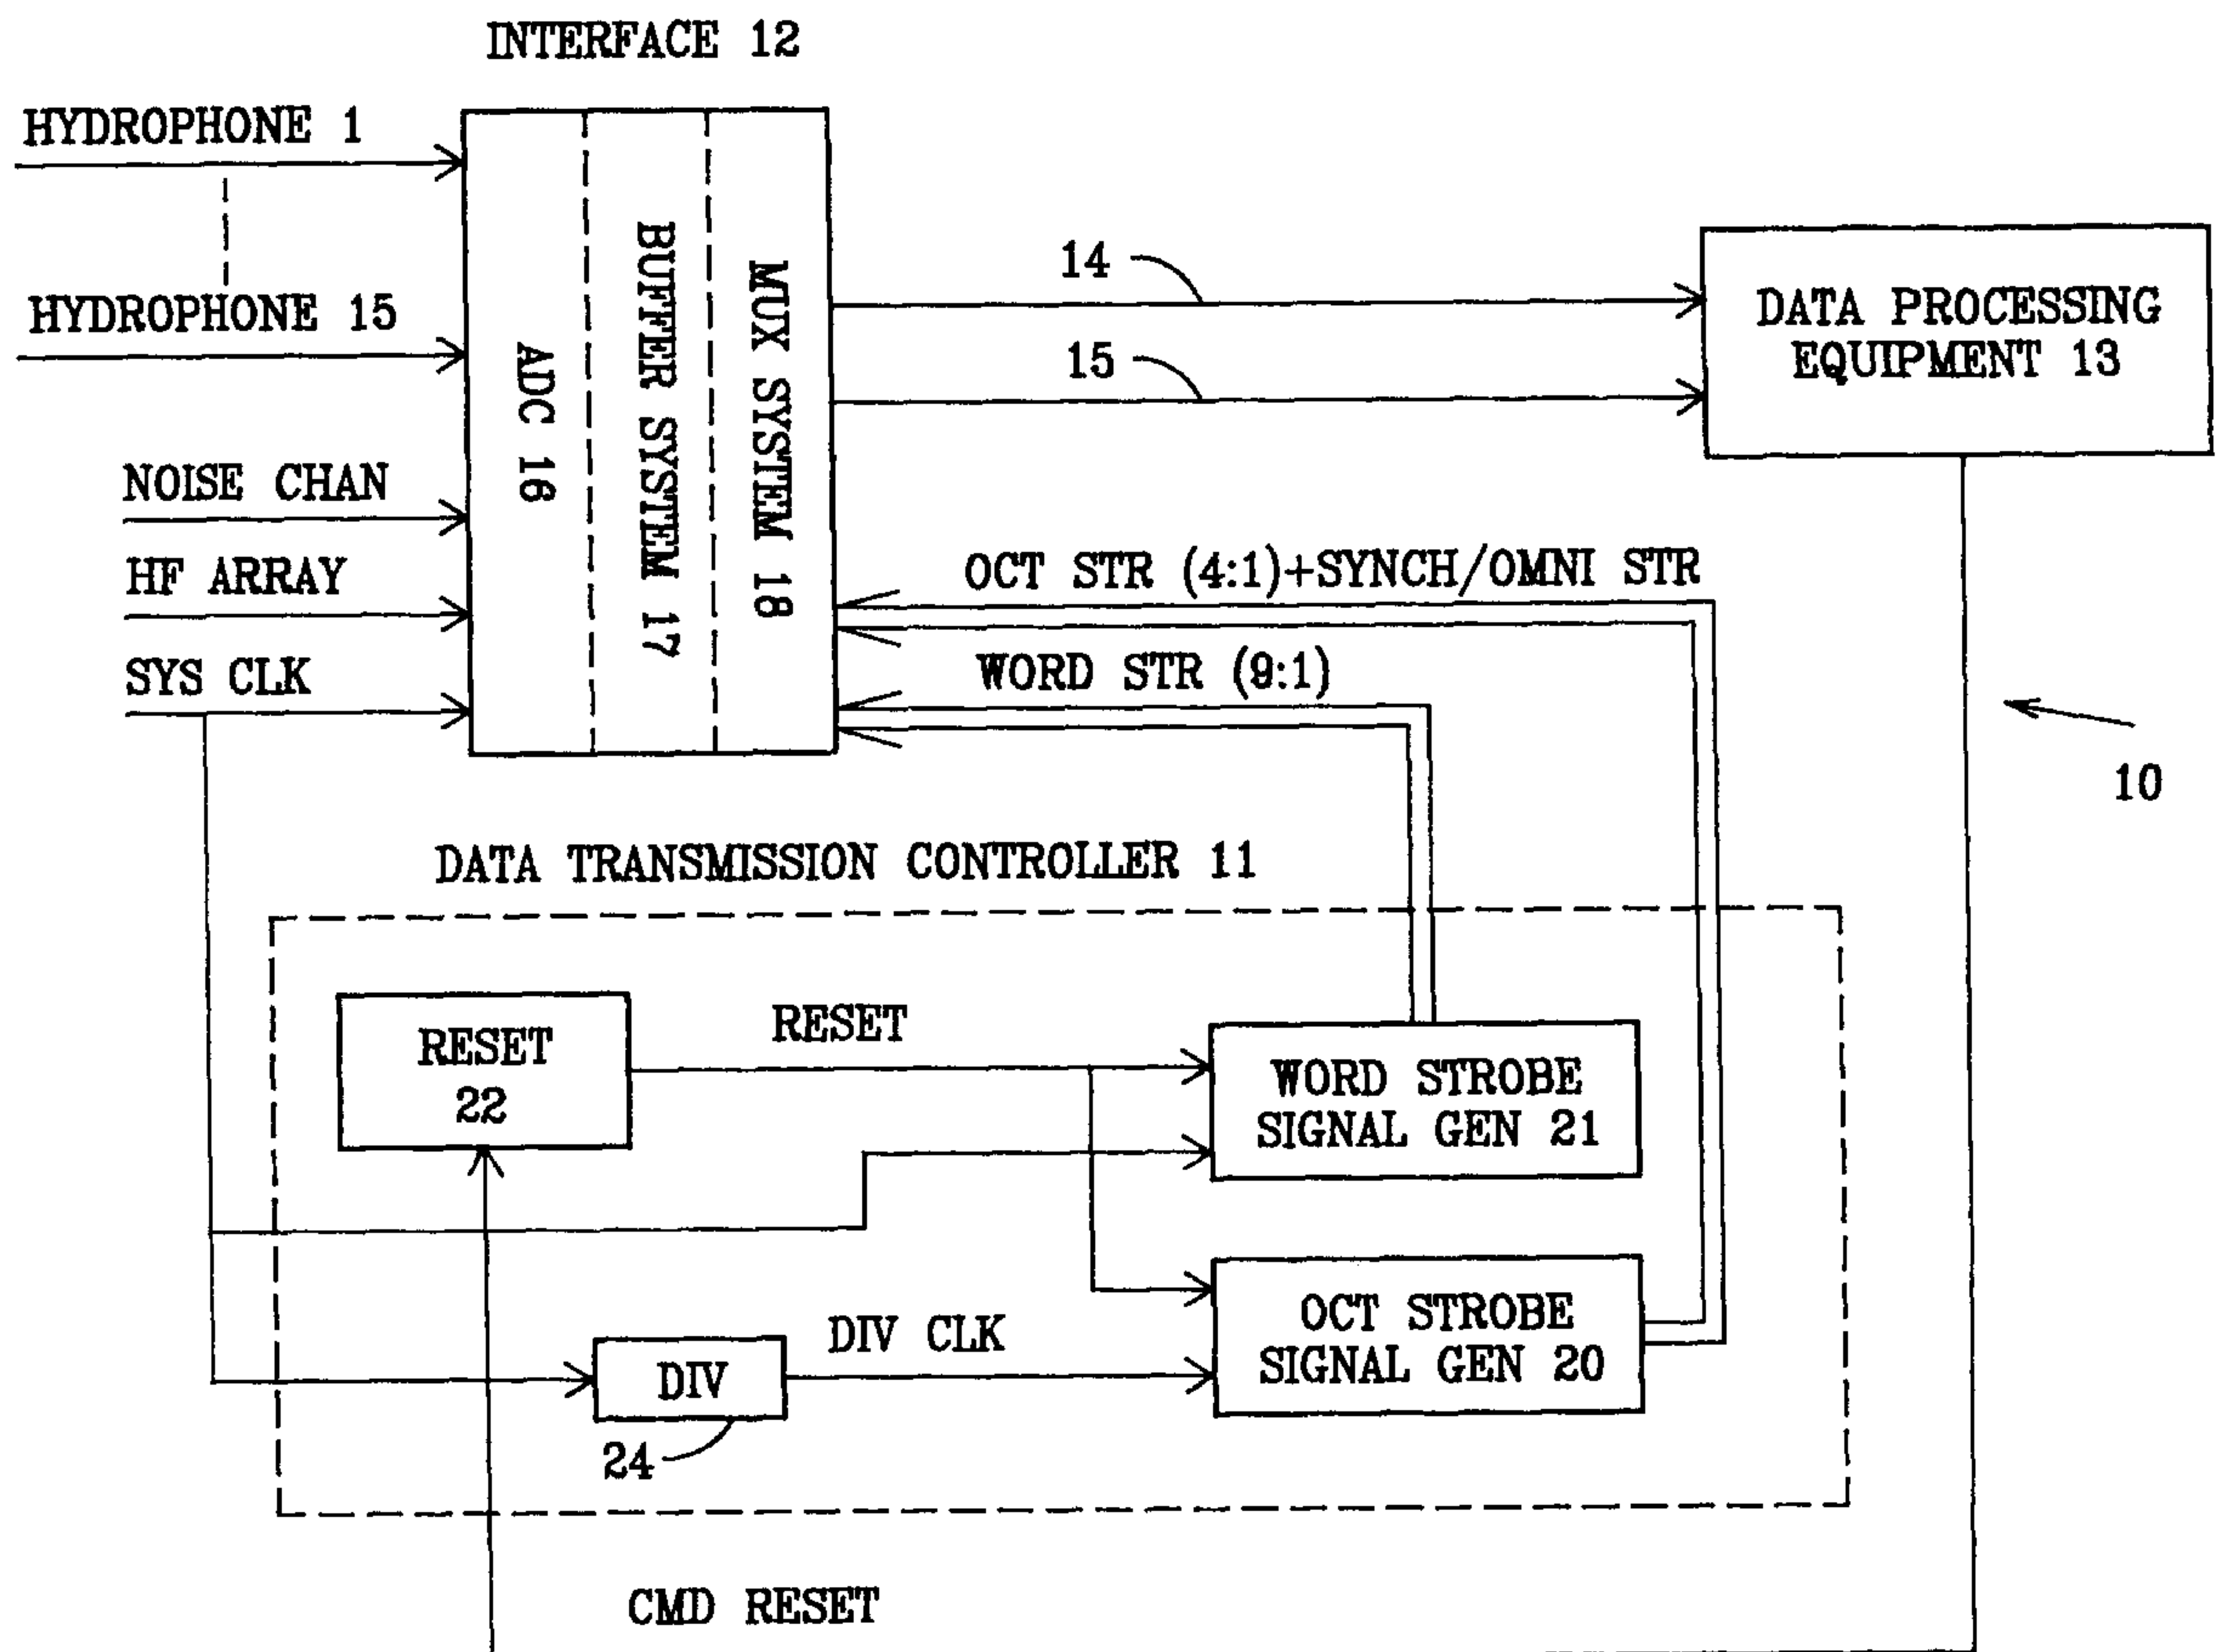 INTERFACE 12
HYDROPHONE 1
HYDROPHONE 15
NOISE CHAN
HF ARRAY
SYS CLK
ADC 16
BUFFER SYSTEM 17
MUX SYSTEM 18
14
15
DATA PROCESSING
EQUIPMENT 13
OCT STR (4:1)+SYNCH/OMNI STR
WORD STR (9:1)
10
DATA TRANSMISSION CONTROLLER 11
RESET
22
RESET
WORD STROBE
SIGNAL GEN 21
DIV
24
DIV CLK
OCT STROBE
SIGNAL GEN 20
CMD RESET